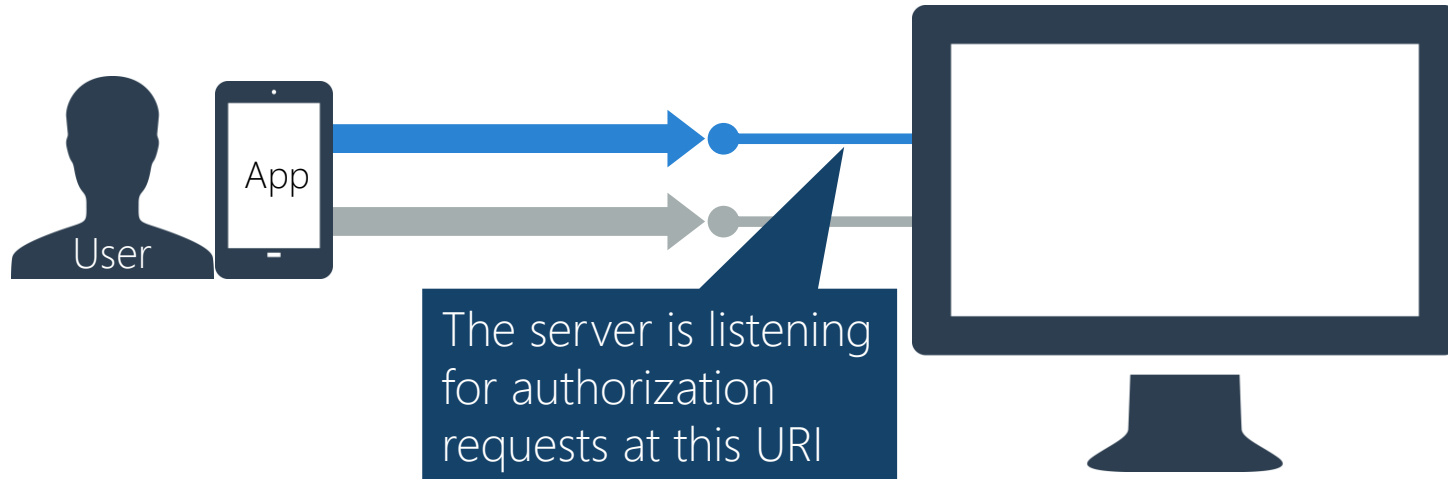 App
User
The server is listening
for authorization
requests at this URI